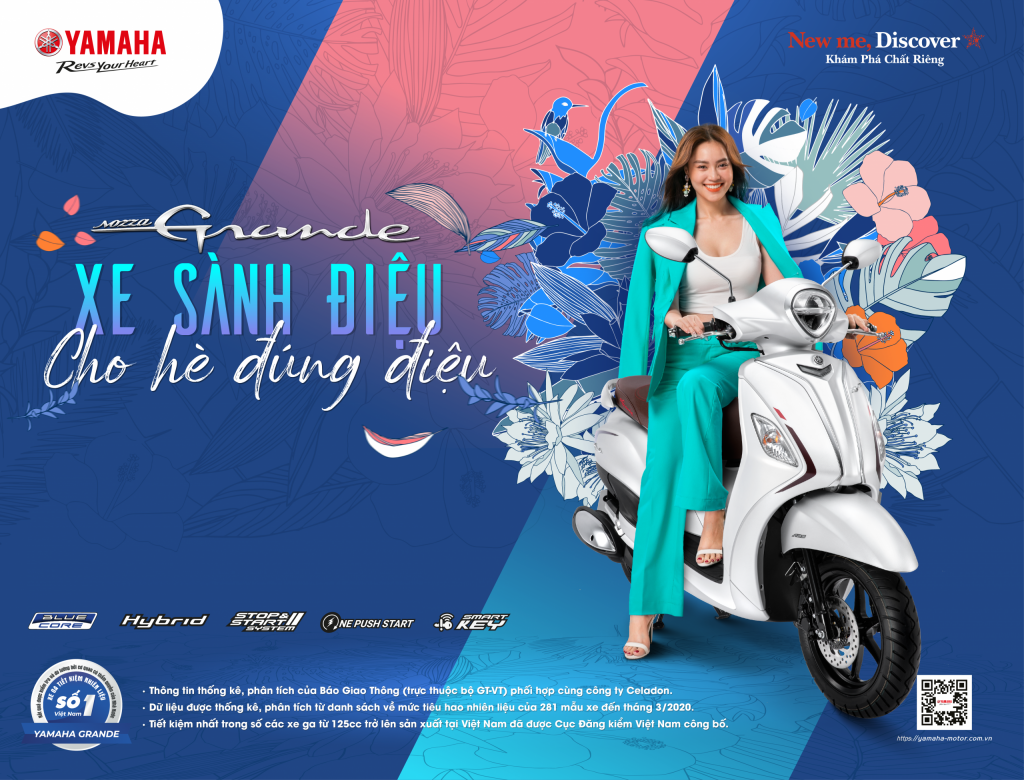 YAMAHA
Revs Your Heart
New me, Discover
Khám Phá Chất Riêng
NOZZA Grande
XE SÀNH ĐIỆU
Cho hè đúng điệu
BLUE CORE
Hybrid
STOP & START SYSTEM
ONE PUSH START
SMART KEY
XE GA TIẾT KIỆM NHIÊN LIỆU
SỐ 1
Việt Nam
YAMAHA GRANDE
· Thông tin thống kê, phân tích của Báo Giao Thông (trực thuộc bộ GT-VT) phối hợp cùng công ty Celadon.
· Dữ liệu được thống kê, phân tích từ danh sách về mức tiêu hao nhiên liệu của 281 mẫu xe đến tháng 3/2020.
· Tiết kiệm nhất trong số các xe ga từ 125cc trở lên sản xuất tại Việt Nam đã được Cục Đăng kiểm Việt Nam công bố.
https://yamaha-motor.com.vn